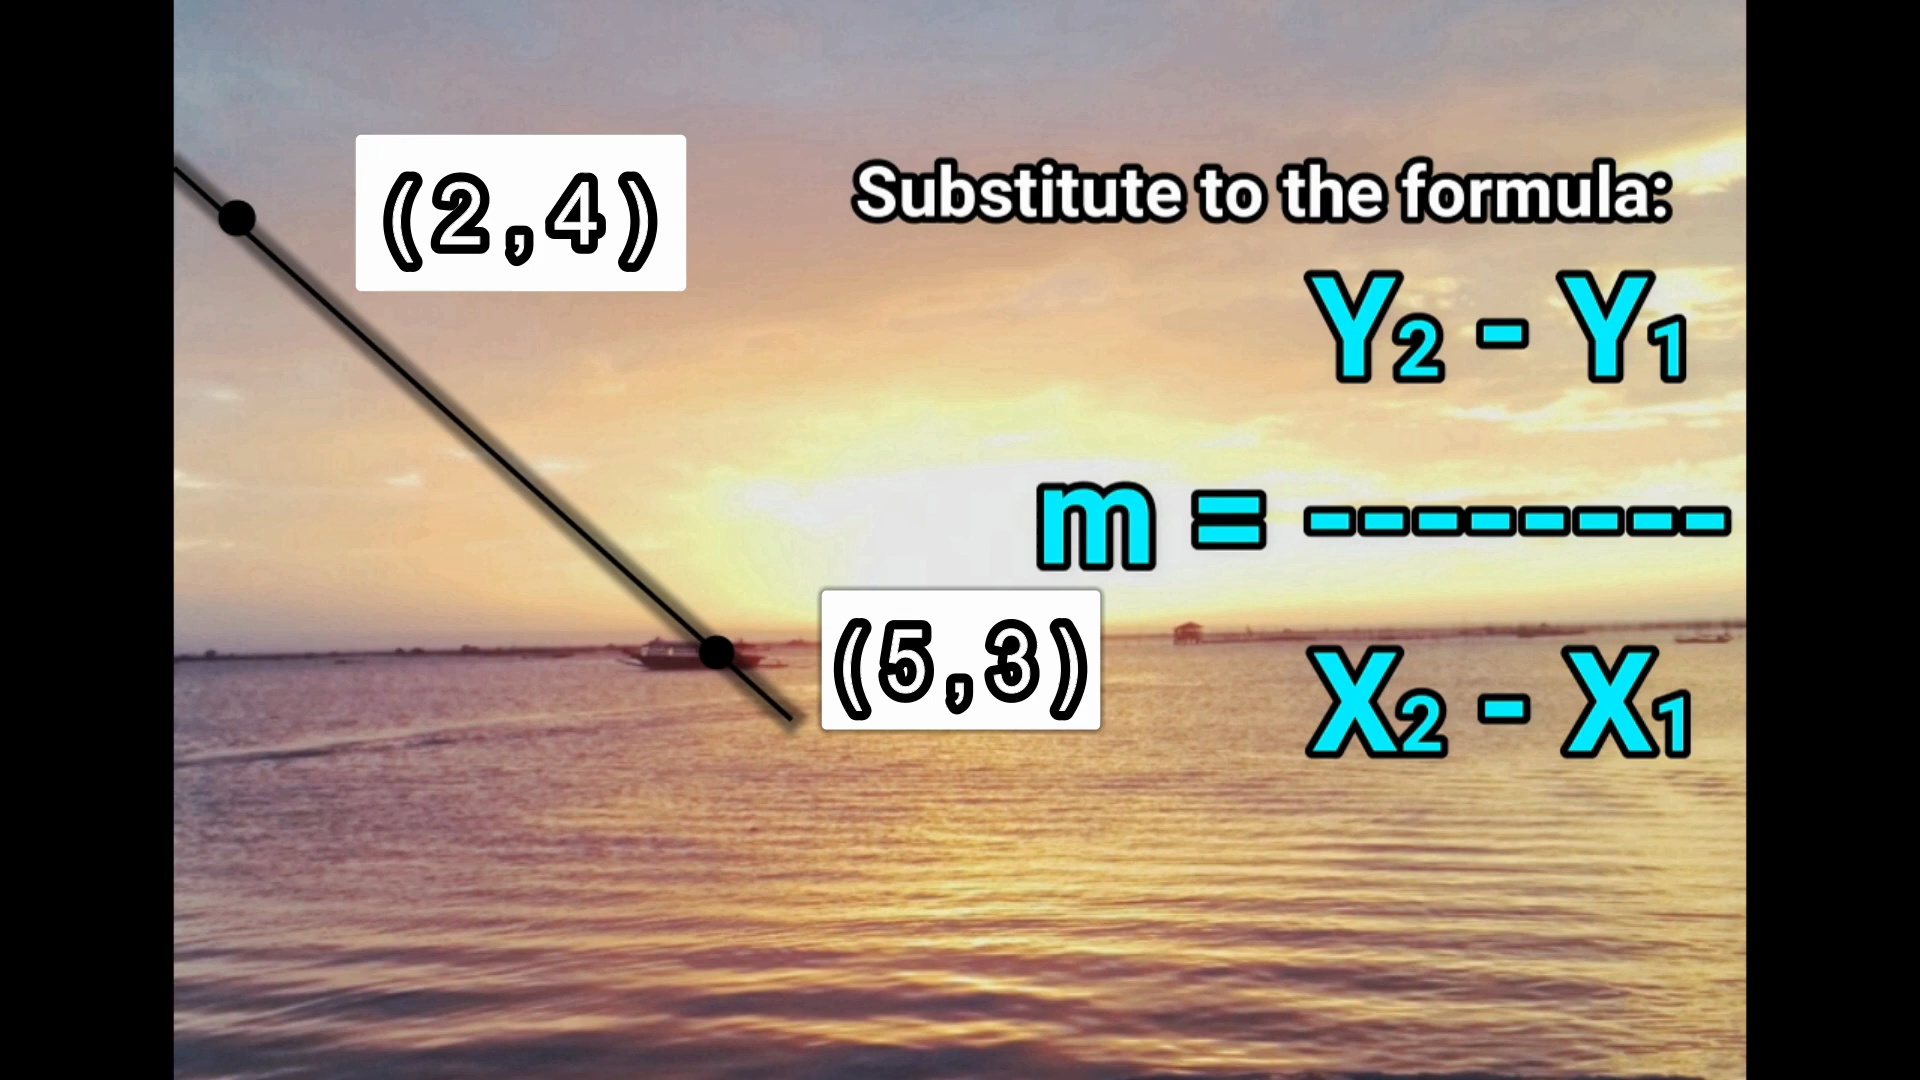 (2,4)
Substitute to the formula:
Y2 - Y1
m = --------
(5,3)
X2 - X1